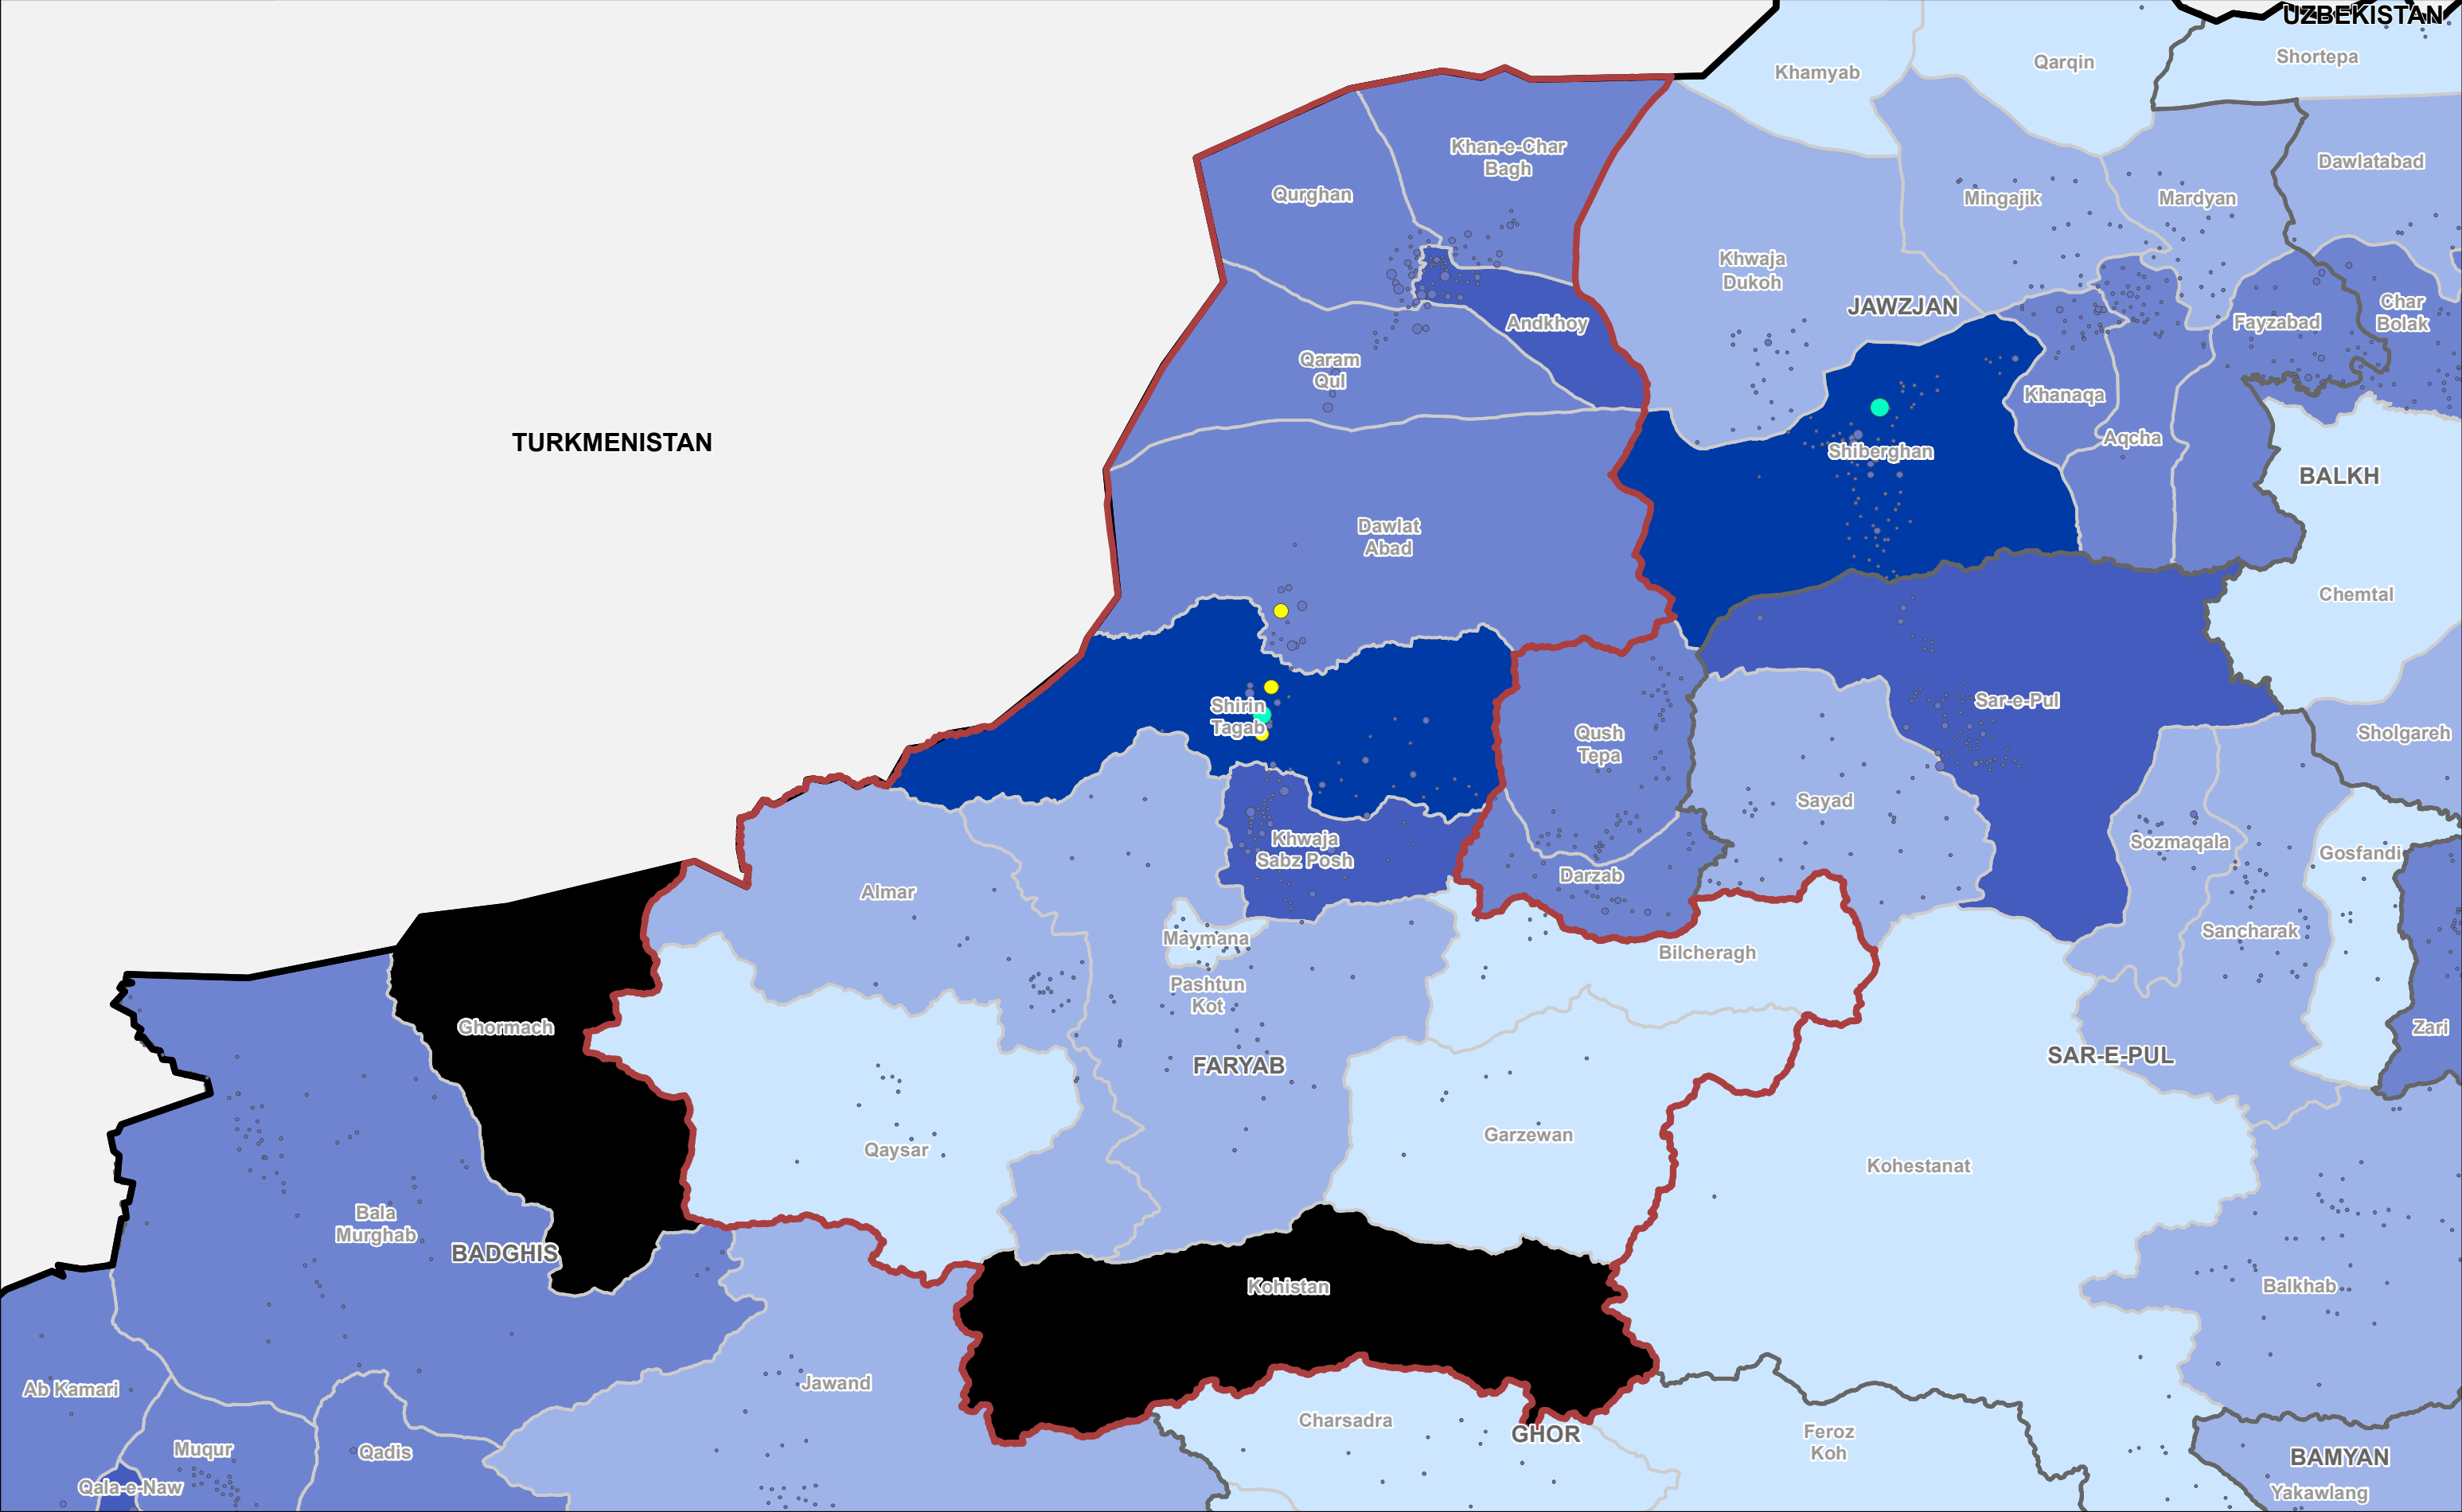 UZBEKISTAN
Shortepa
Qarqin
Khamyab
Khan-e-Char
Bagh
Dawlatabad
Qurghan
Mingajik
Mardyan
Khwaja
Dukoh
JAWZJAN
Char
Bolak
Andkhoy
Fayzabad
Qaram
Qul
Khanaqa
Aqcha
TURKMENISTAN
Shiberghan
BALKH
Dawlat
Abad
Chemtal
Shirin
Tagab
Sar-e-Pul
Qush
Tepa
Sholgareh
Sayad
Khwaja
Sabz Posh
Sozmaqala
Gosfandi
Darzab
Almar
Maymana
Sancharak
Bilcheragh
Pashtun
Kot
Ghormach
Zari
FARYAB
SAR-E-PUL
Garzewan
Qaysar
Kohestanat
Bala
Murghab
BADGHIS
Kohistan
Balkhab
Jawand
Ab Kamari
Charsadra
GHOR
Feroz
Koh
Muqur
Qadis
BAMYAN
Qala-e-Naw
Yakawlang